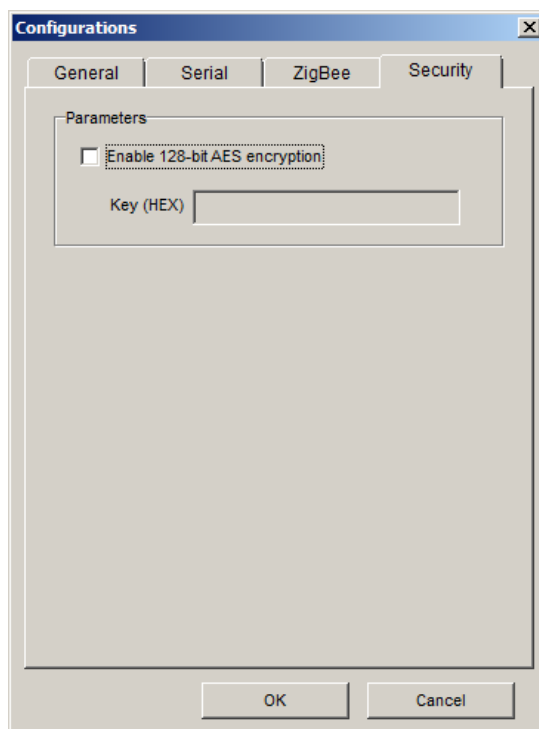 Configurations
General Serial ZigBee Security
Parameters
Enable 128-bit AES encryption
Key (HEX)
OK Cancel